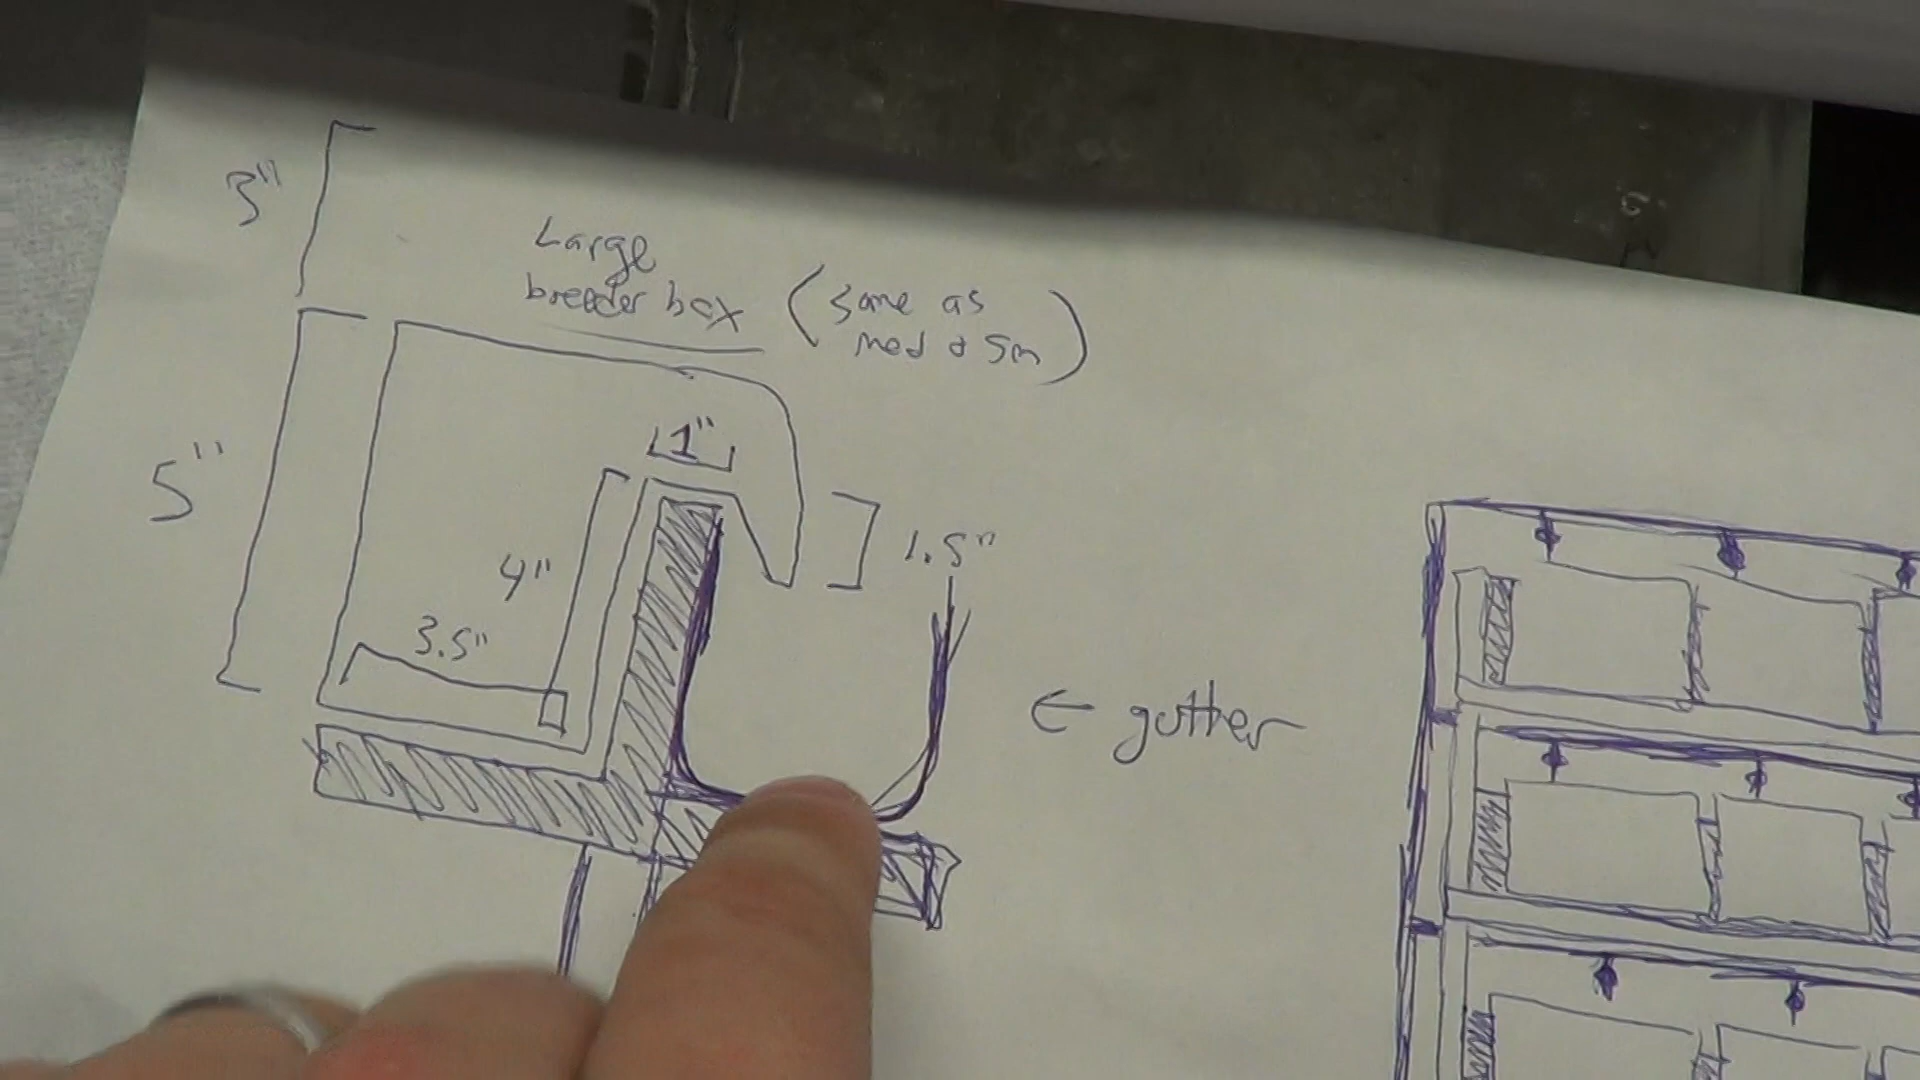 3"
Large
breeder box
(same as
med & sm)
1"
5"
1.5"
4"
3.5"
← gutter